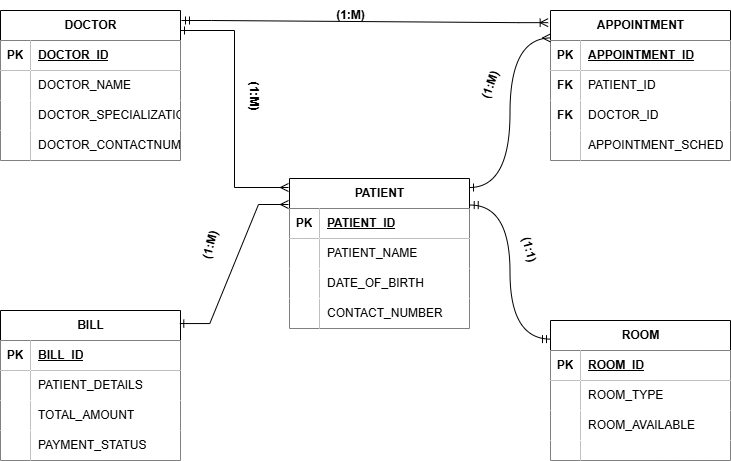 DOCTOR
PK DOCTOR_ID
DOCTOR_NAME
DOCTOR_SPECIALIZATIO
DOCTOR_CONTACTNUM
(1:M)
APPOINTMENT
PK APPOINTMENT_ID
FK PATIENT_ID
FK DOCTOR_ID
APPOINTMENT_SCHED
(1:M)
(1:M)
PATIENT
PK PATIENT_ID
PATIENT_NAME
DATE_OF_BIRTH
CONTACT_NUMBER
(1:M)
(1:1)
BILL
PK BILL_ID
PATIENT_DETAILS
TOTAL_AMOUNT
PAYMENT_STATUS
ROOM
PK ROOM_ID
ROOM_TYPE
ROOM_AVAILABLE